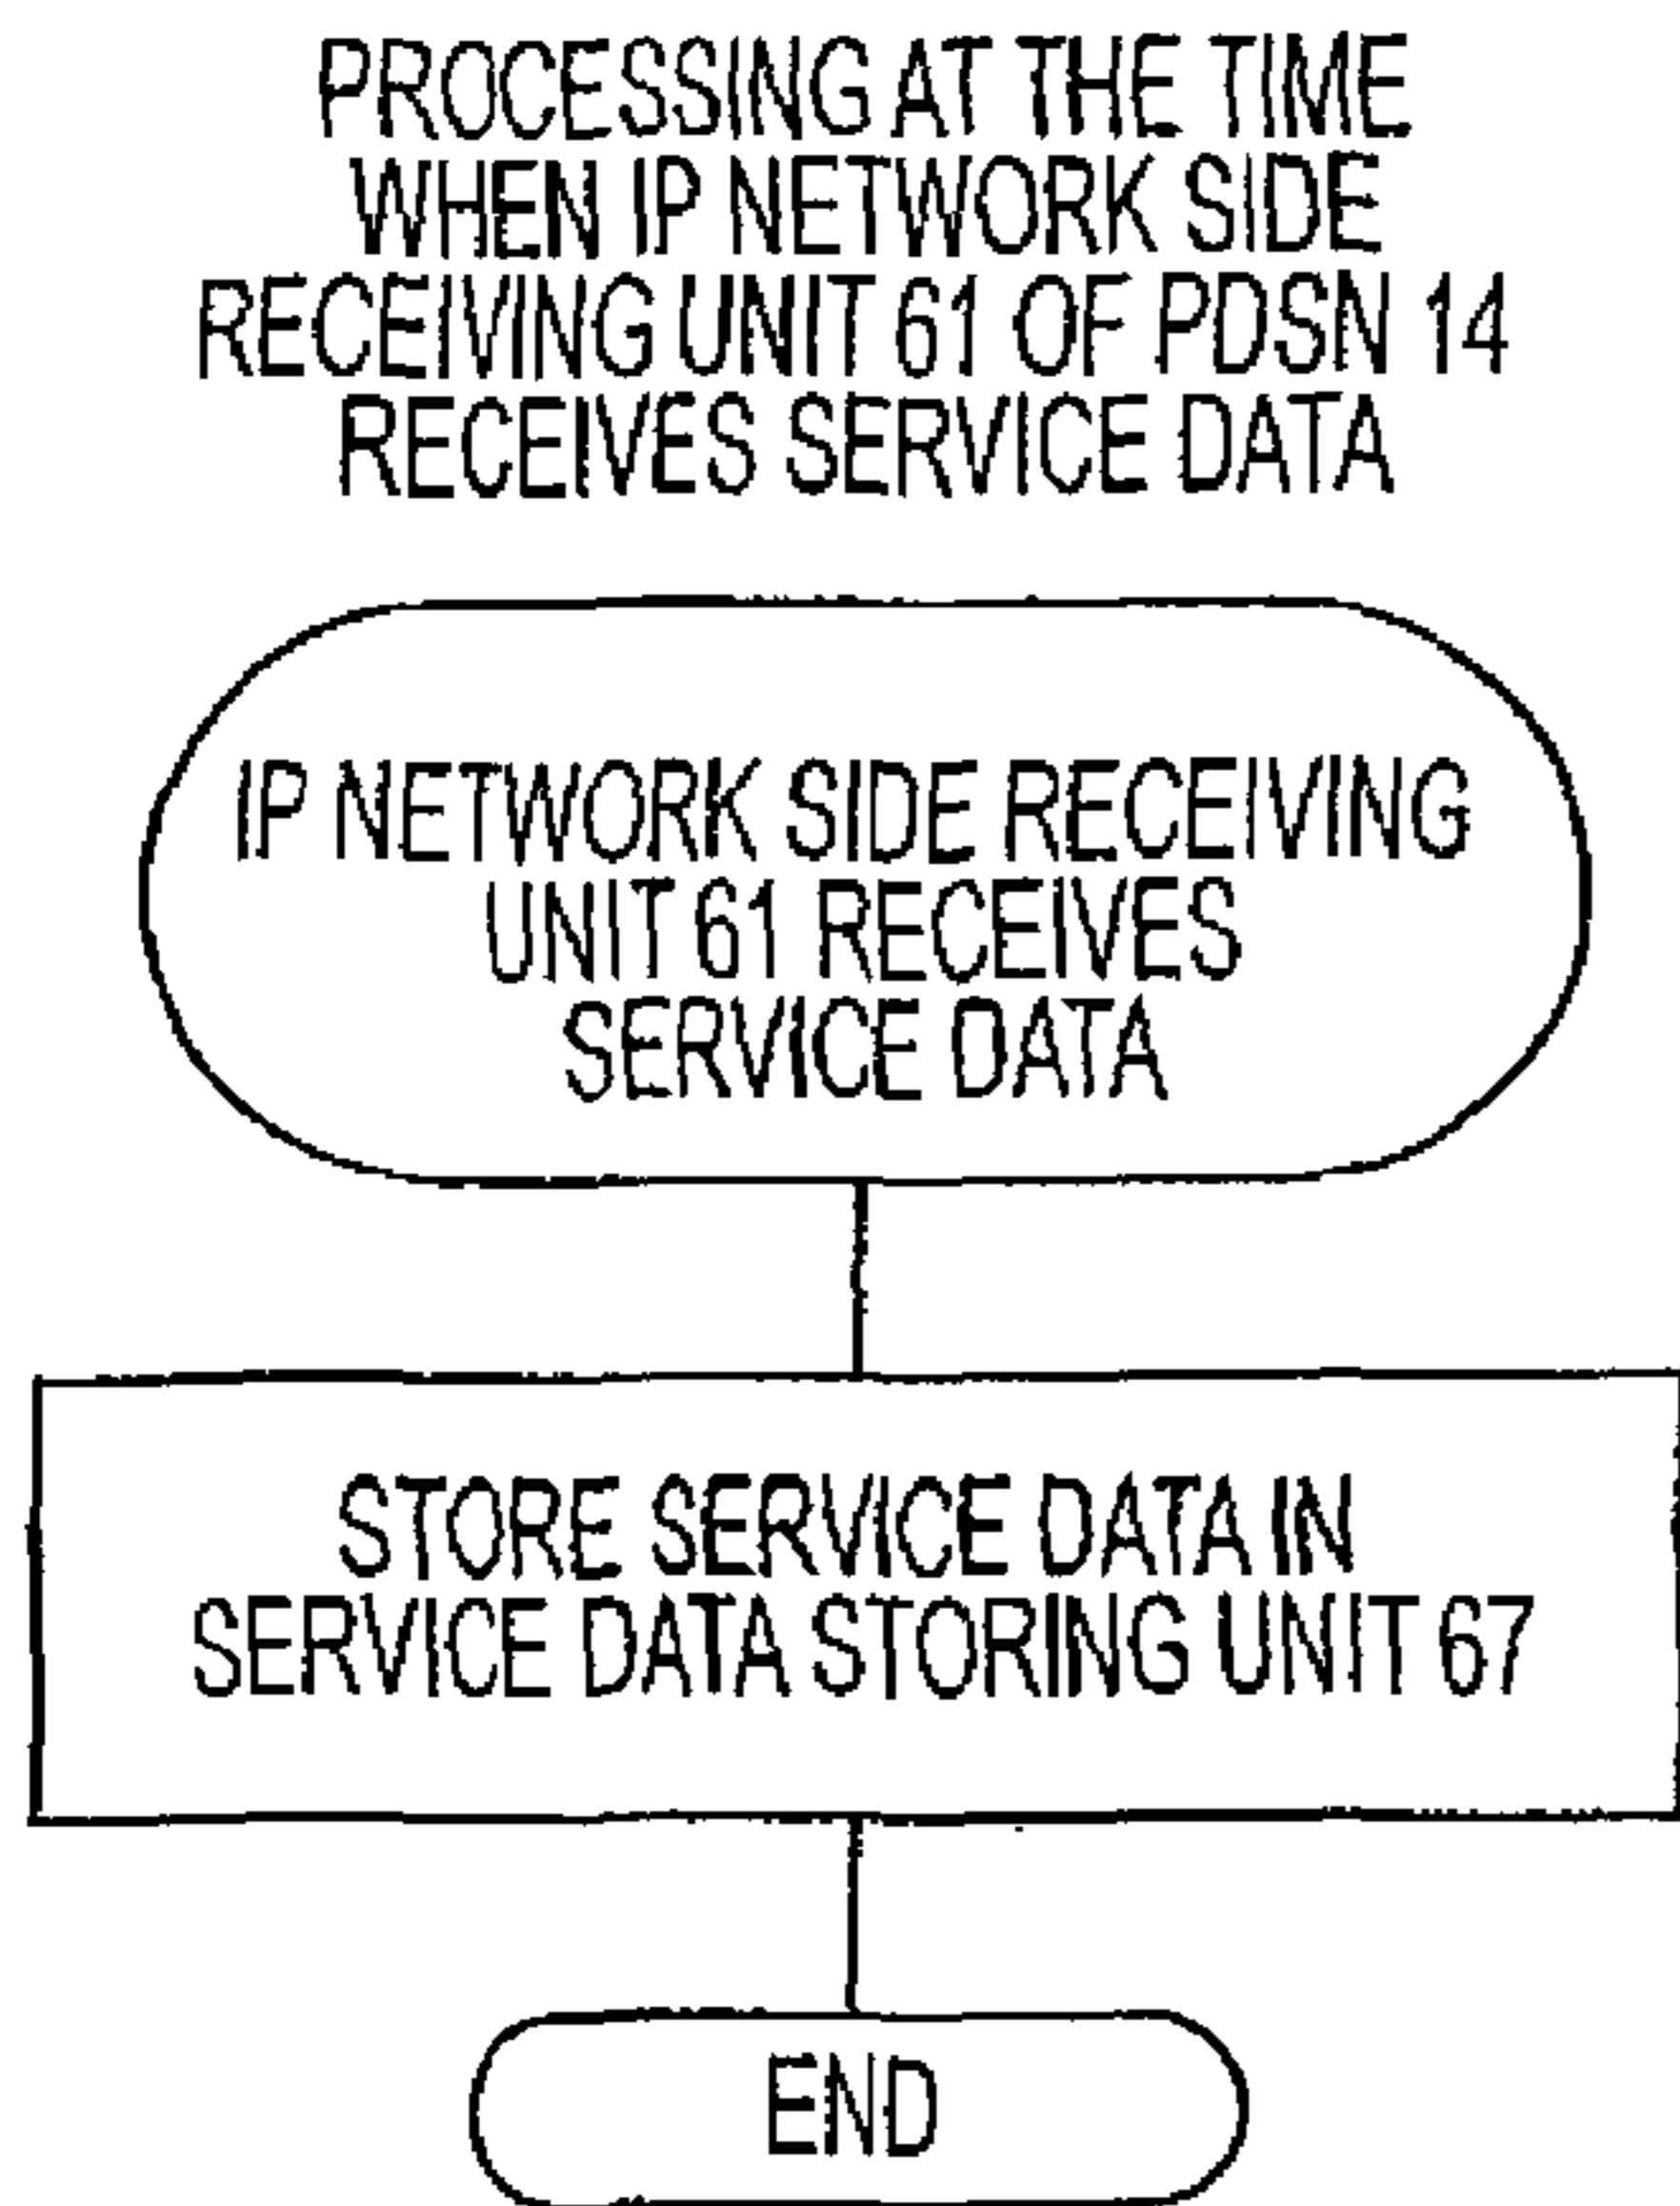 PROCESSING AT THE TIME
WHEN IP NETWORK SIDE
RECEIVING UNIT 61 OF PDSN 14
RECEIVES SERVICE DATA
IP NETWORK SIDE RECEIVING
UNIT 61 RECEIVES
SERVICE DATA
STORE SERVICE DATA IN
SERVICE DATA STORING UNIT 67
END